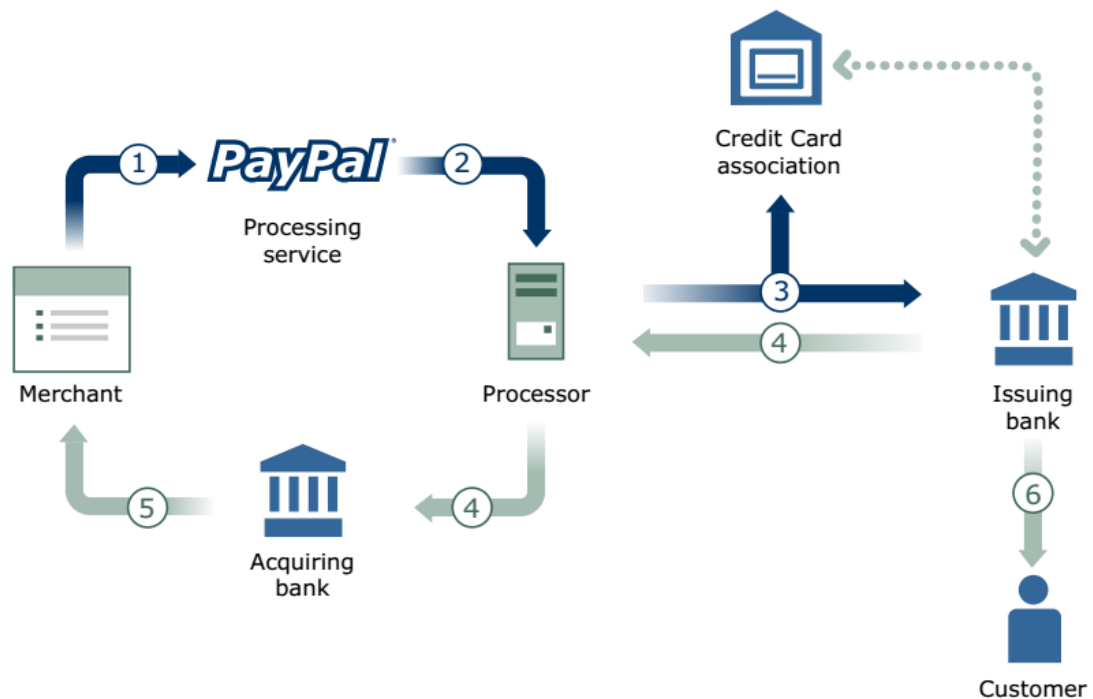 Credit Card
association
1
PayPal
2
Processing
service
3
4
Merchant
Processor
Issuing
bank
5
4
6
Acquiring
bank
Customer